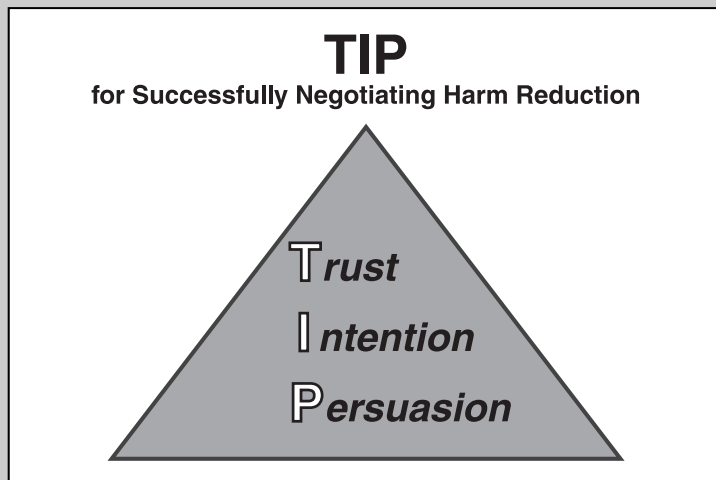 TIP
for Successfully Negotiating Harm Reduction
Trust
Intention
Persuasion